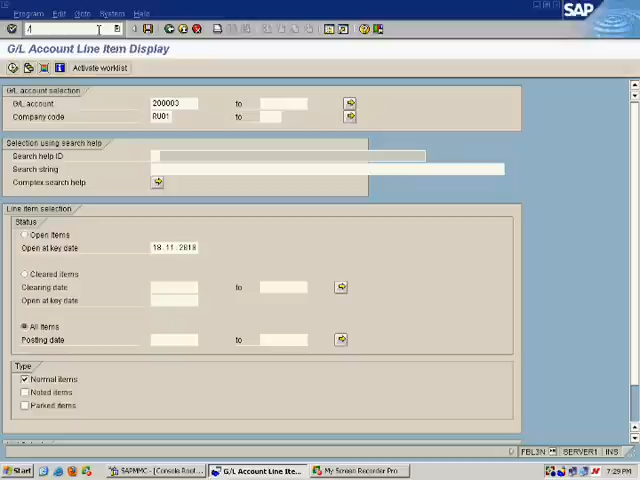 Program Edit Goto System Help
SAP
/
G/L Account Line Item Display
Activate worklist
G/L account selection
G/L account 200003 to
Company code RU01 to
Selection using search help
Search help ID
Search string
Complex search help
Line item selection
Status
Open Items
Open at key date 18.11.2010
Cleared items
Clearing date to
Open at key date
All items
Posting date to
Type
Normal items
Noted items
Parked items
FBL3N SERVER1 INS
Start SAPMMC - [Console Root... G/L Account Line Ite... My Screen Recorder Pro 7:29 PM